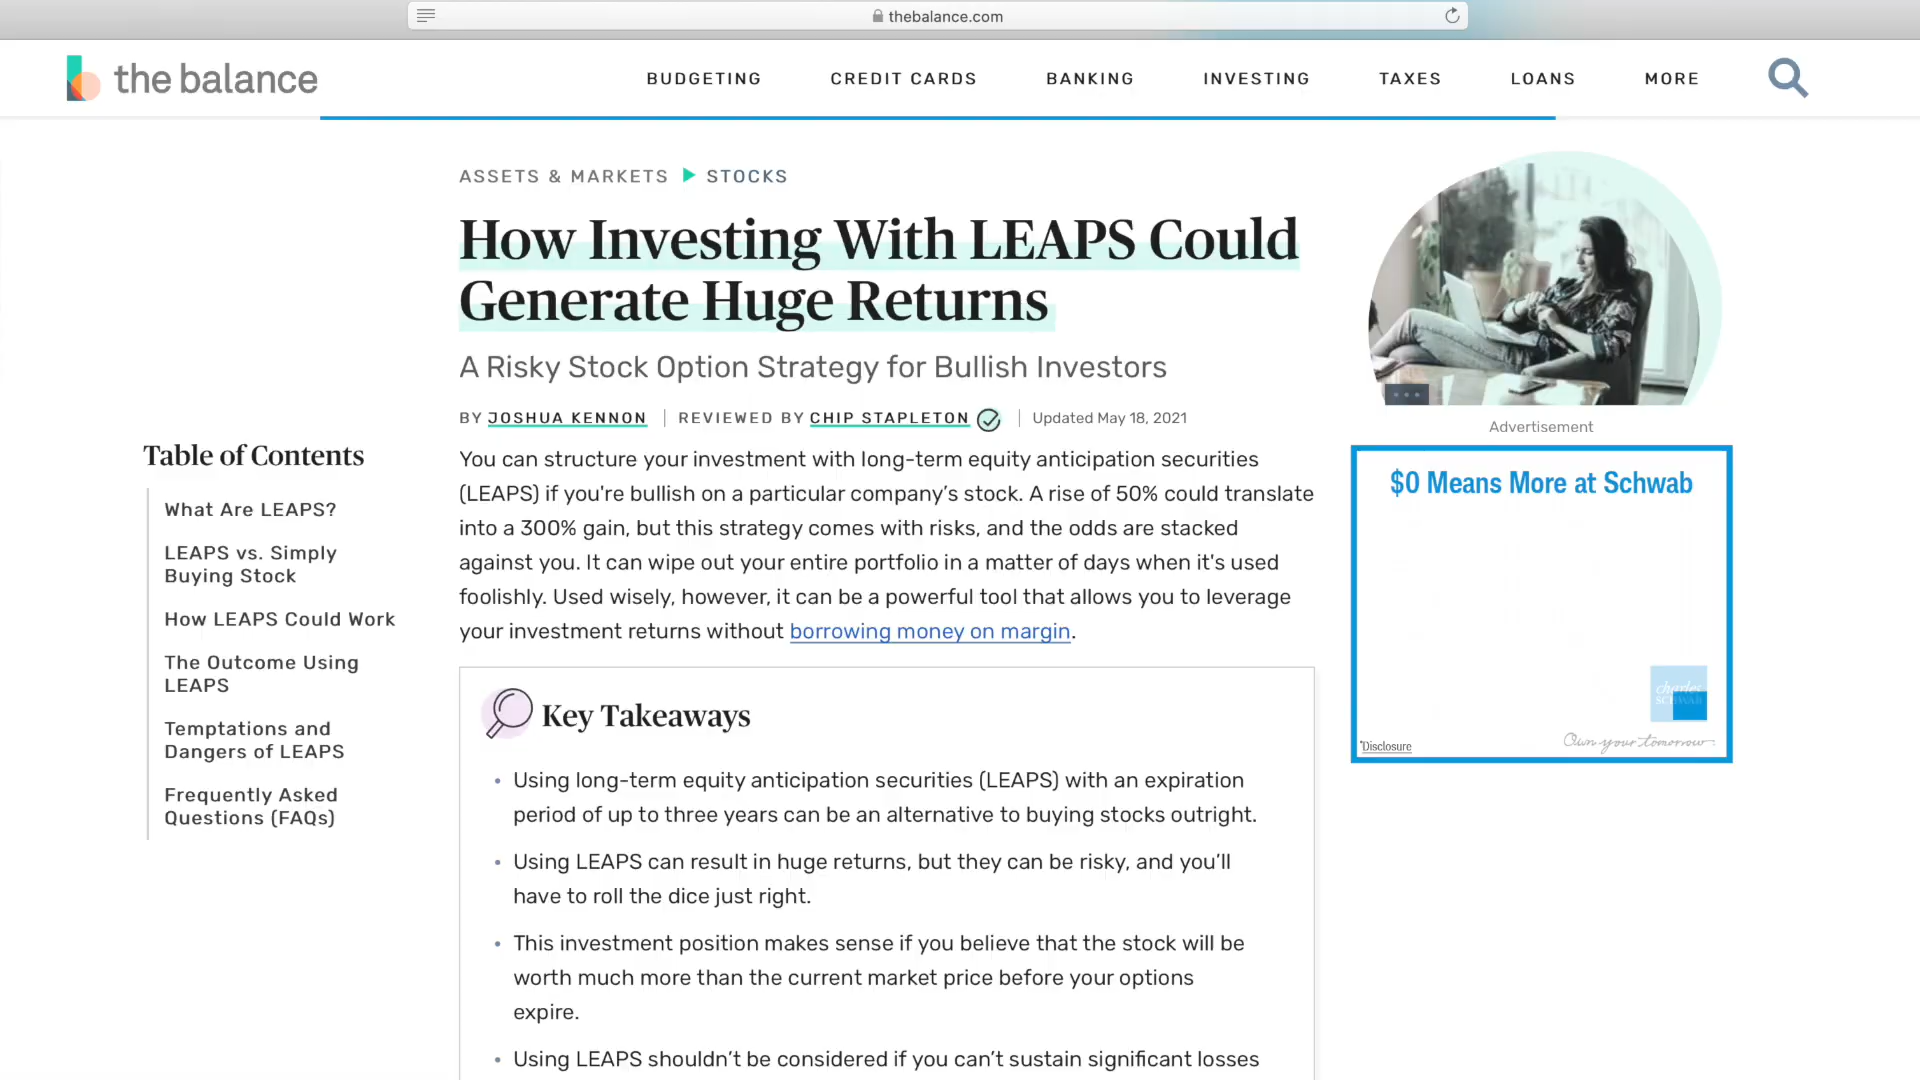 thebalance.com
the balance
BUDGETING CREDIT CARDS BANKING INVESTING TAXES LOANS MORE
ASSETS & MARKETS STOCKS
How Investing With LEAPS Could
Generate Huge Returns
A Risky Stock Option Strategy for Bullish Investors
BY JOSHUA KENNON | REVIEWED BY CHIP STAPLETON | Updated May 18, 2021
Table of Contents
What Are LEAPS?
LEAPS vs. Simply
Buying Stock
How LEAPS Could Work
The Outcome Using
LEAPS
Temptations and
Dangers of LEAPS
Frequently Asked
Questions (FAQs)
You can structure your investment with long-term equity anticipation securities
(LEAPS) if you're bullish on a particular company’s stock. A rise of 50% could translate
into a 300% gain, but this strategy comes with risks, and the odds are stacked
against you. It can wipe out your entire portfolio in a matter of days when it's used
foolishly. Used wisely, however, it can be a powerful tool that allows you to leverage
your investment returns without borrowing money on margin.
Key Takeaways
• Using long-term equity anticipation securities (LEAPS) with an expiration
period of up to three years can be an alternative to buying stocks outright.
• Using LEAPS can result in huge returns, but they can be risky, and you’ll
have to roll the dice just right.
• This investment position makes sense if you believe that the stock will be
worth much more than the current market price before your options
expire.
• Using LEAPS shouldn’t be considered if you can’t sustain significant losses
Advertisement
$0 Means More at Schwab
charles
SCHWAB
Own your tomorrow.
*Disclosure